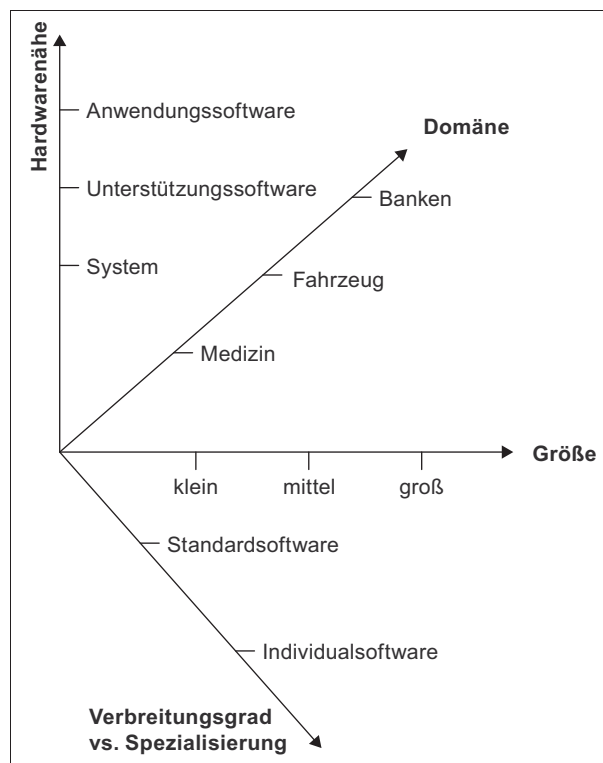 Hardwarenähe
Anwendungssoftware
Domäne
Unterstützungssoftware
Banken
System
Fahrzeug
Medizin
Größe
klein
mittel
groß
Standardsoftware
Individualsoftware
Verbreitungsgrad
vs. Spezialisierung